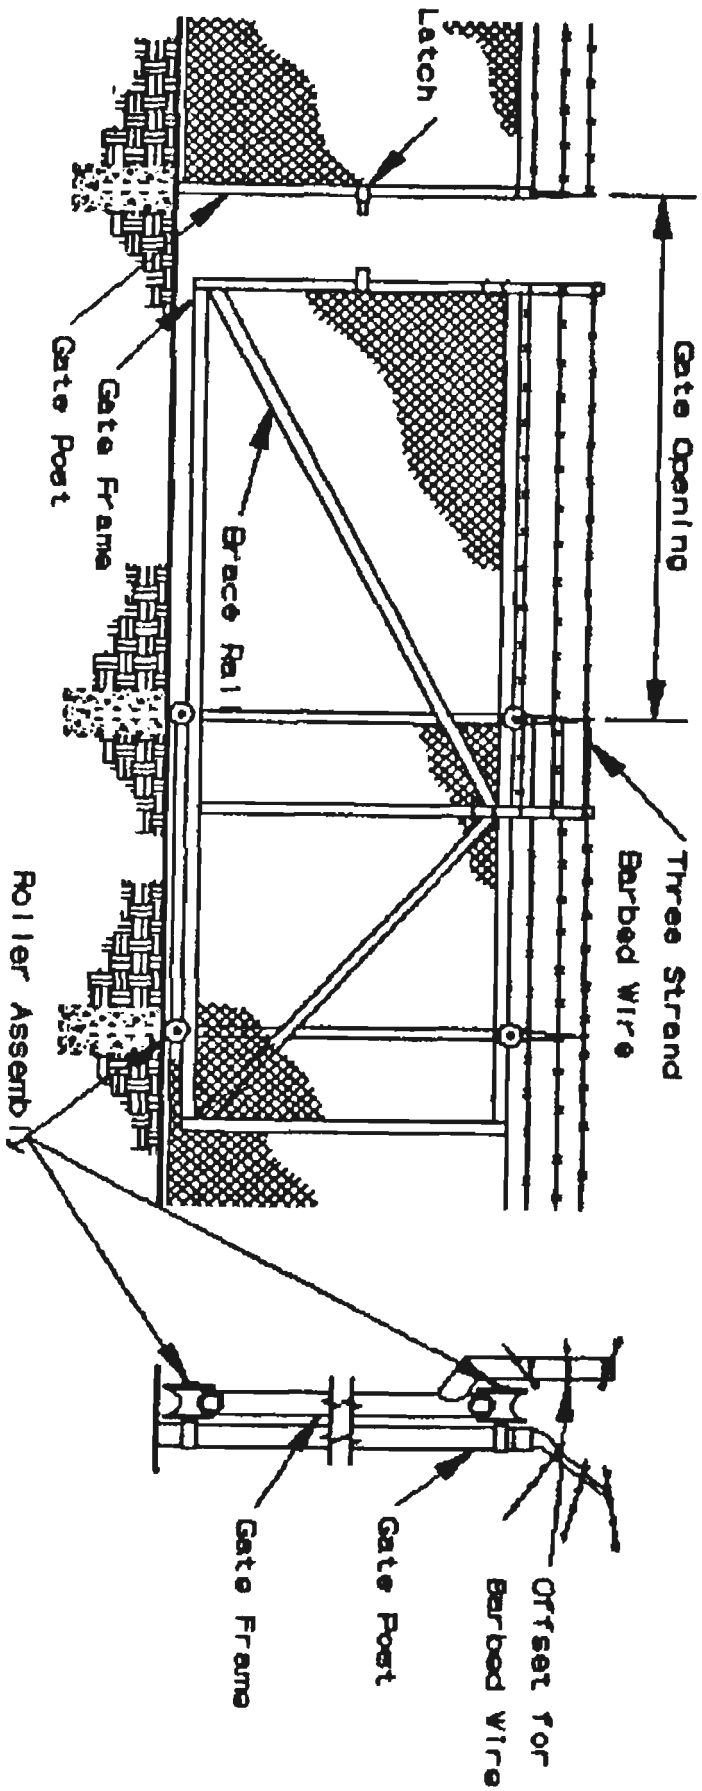 Gate Opening
Three Strand
Barbed Wire
Latch
Brace Rail
Gate Frame
Gate Post
Roller Assembly
Offset for
Barbed Wire
Gate Post
Gate Frame